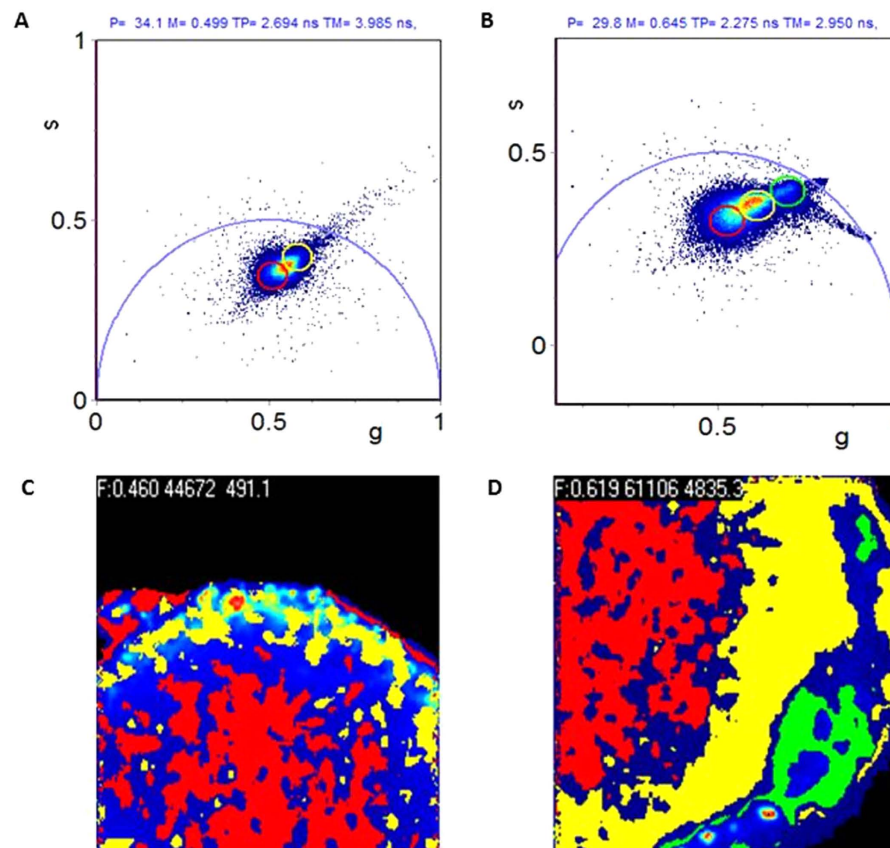 A
P= 34.1 M= 0.499 TP= 2.694 ns TM= 3.985 ns,
1
s
0.5
0
0
0.5
1
g
B
P= 29.8 M= 0.645 TP= 2.275 ns TM= 2.950 ns,
s
0.5
0
0.5
g
C
F:0.460 44672 491.1
D
F:0.619 61106 4835.3